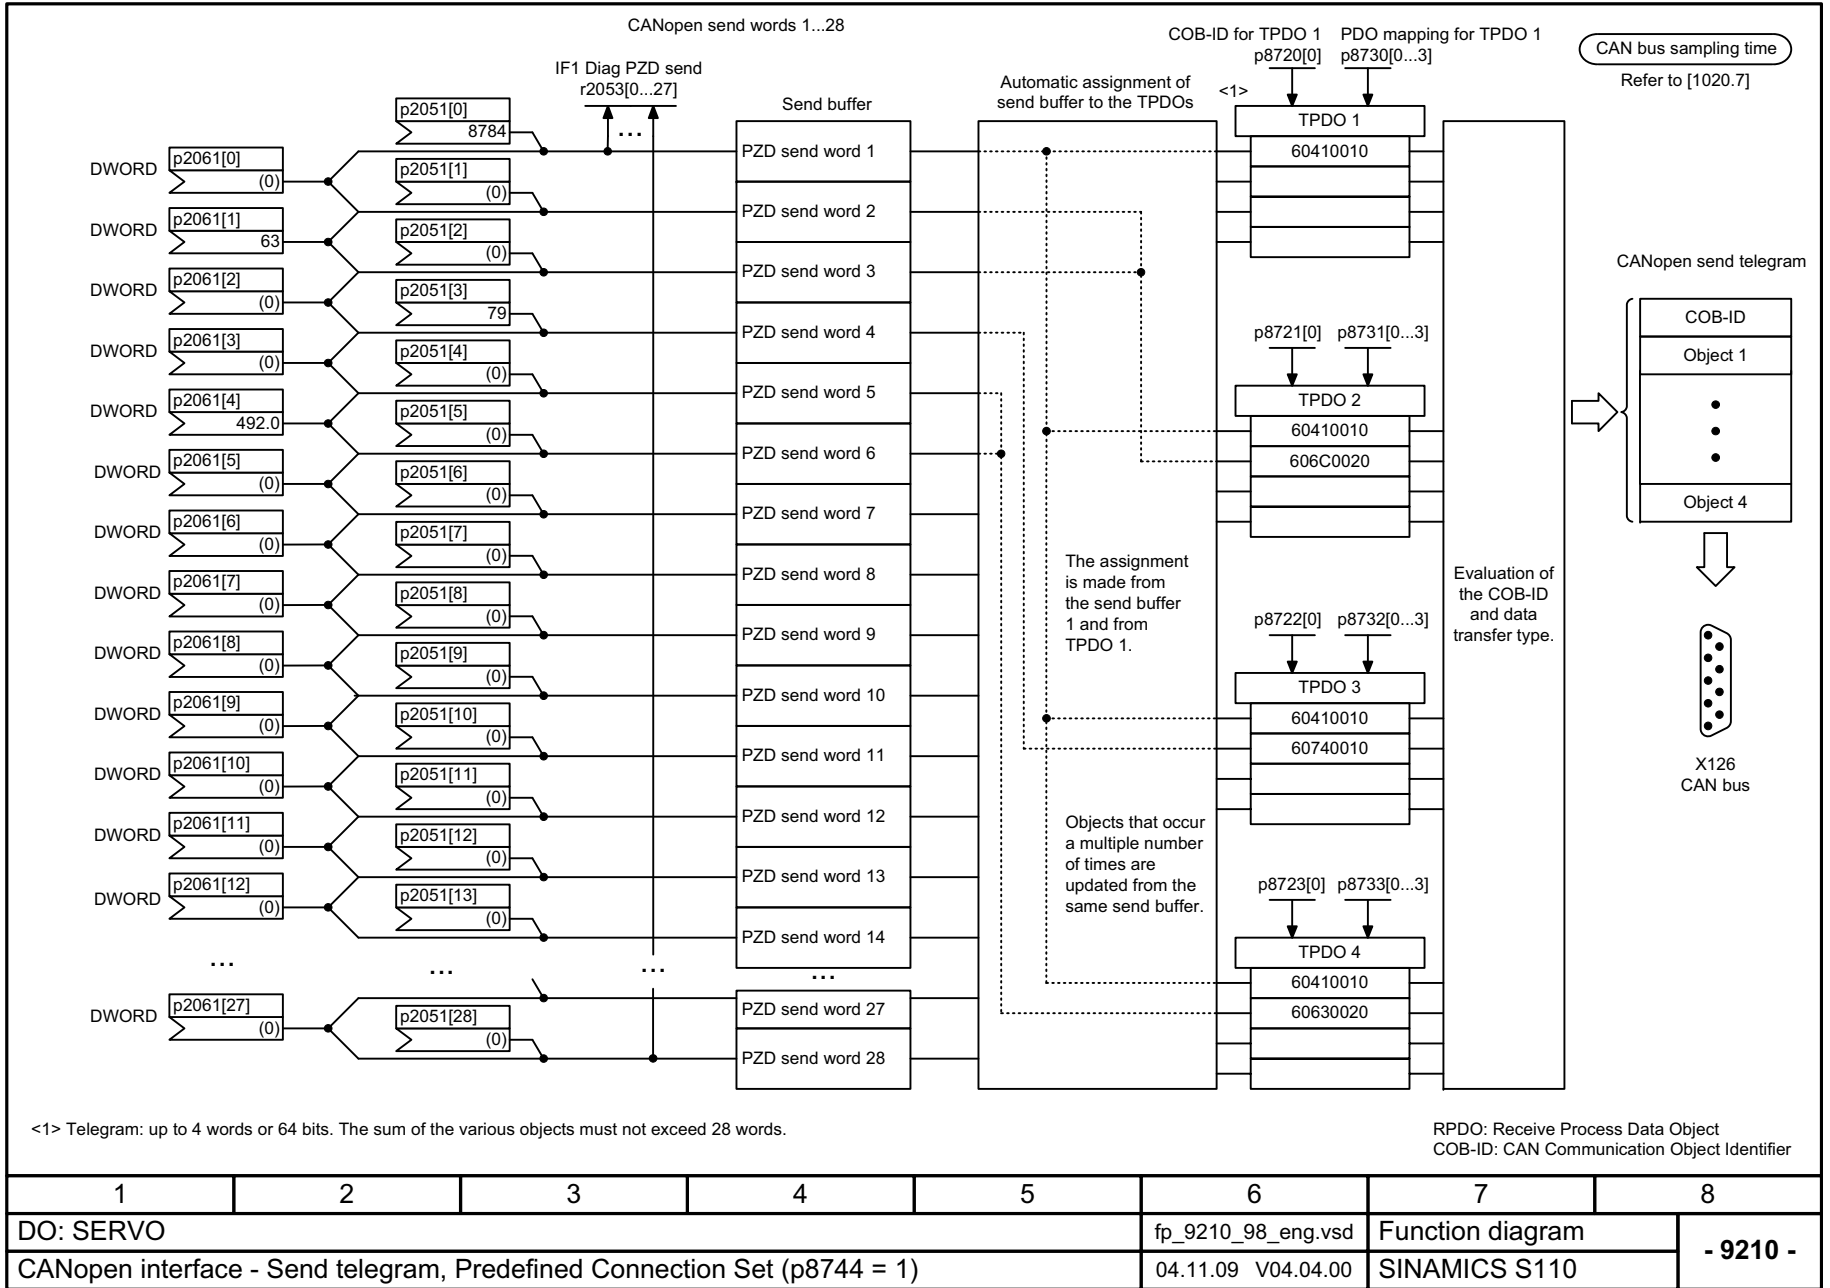 CANopen send words 1...28
COB-ID for TPDO 1
p8720[0]
PDO mapping for TPDO 1
p8730[0...3]
CAN bus sampling time
Refer to [1020.7]
IF1 Diag PZD send
r2053[0...27]
Send buffer
Automatic assignment of
send buffer to the TPDOs
<1>
DWORD
p2061[0]
(0)
DWORD
p2061[1]
63
DWORD
p2061[2]
(0)
DWORD
p2061[3]
(0)
DWORD
p2061[4]
492.0
DWORD
p2061[5]
(0)
DWORD
p2061[6]
(0)
DWORD
p2061[7]
(0)
DWORD
p2061[8]
(0)
DWORD
p2061[9]
(0)
DWORD
p2061[10]
(0)
DWORD
p2061[11]
(0)
DWORD
p2061[12]
(0)
...
DWORD
p2061[27]
(0)
p2051[0]
8784
p2051[1]
(0)
p2051[2]
(0)
p2051[3]
79
p2051[4]
(0)
p2051[5]
(0)
p2051[6]
(0)
p2051[7]
(0)
p2051[8]
(0)
p2051[9]
(0)
p2051[10]
(0)
p2051[11]
(0)
p2051[12]
(0)
p2051[13]
(0)
...
p2051[28]
(0)
...
...
...
PZD send word 1
PZD send word 2
PZD send word 3
PZD send word 4
PZD send word 5
PZD send word 6
PZD send word 7
PZD send word 8
PZD send word 9
PZD send word 10
PZD send word 11
PZD send word 12
PZD send word 13
PZD send word 14
...
PZD send word 27
PZD send word 28
The assignment
is made from
the send buffer
1 and from
TPDO 1.
Objects that occur
a multiple number
of times are
updated from the
same send buffer.
TPDO 1
60410010
p8721[0]
p8731[0...3]
TPDO 2
60410010
606C0020
p8722[0]
p8732[0...3]
TPDO 3
60410010
60740010
p8723[0]
p8733[0...3]
TPDO 4
60410010
60630020
Evaluation of
the COB-ID
and data
transfer type.
CANopen send telegram
COB-ID
Object 1
Object 4
X126
CAN bus
<1> Telegram: up to 4 words or 64 bits. The sum of the various objects must not exceed 28 words.
RPDO: Receive Process Data Object
COB-ID: CAN Communication Object Identifier
1 2 3 4 5 6 7 8
DO: SERVO
fp_9210_98_eng.vsd
Function diagram
- 9210 -
CANopen interface - Send telegram, Predefined Connection Set (p8744 = 1)
04.11.09 V04.04.00
SINAMICS S110